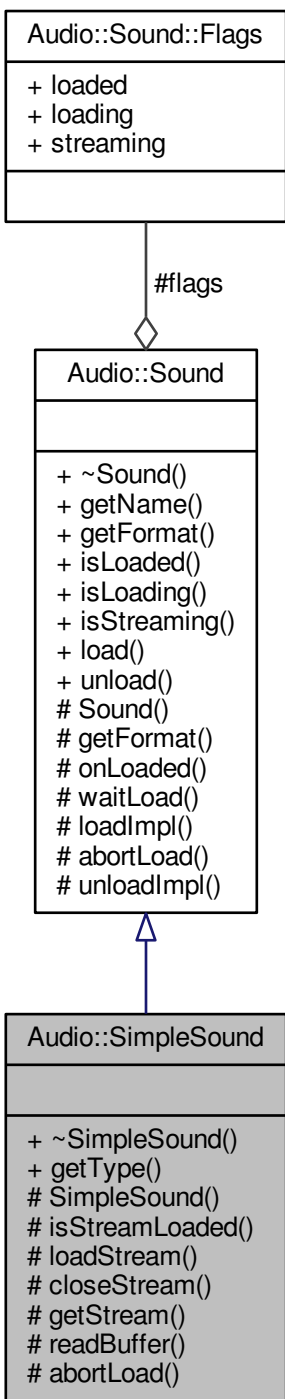 Audio::Sound::Flags
+ loaded
+ loading
+ streaming
#flags
Audio::Sound
+ ~Sound()
+ getName()
+ getFormat()
+ isLoaded()
+ isLoading()
+ isStreaming()
+ load()
+ unload()
# Sound()
# getFormat()
# onLoaded()
# waitLoad()
# loadImpl()
# abortLoad()
# unloadImpl()
Audio::SimpleSound
+ ~SimpleSound()
+ getType()
# SimpleSound()
# isStreamLoaded()
# loadStream()
# closeStream()
# getStream()
# readBuffer()
# abortLoad()